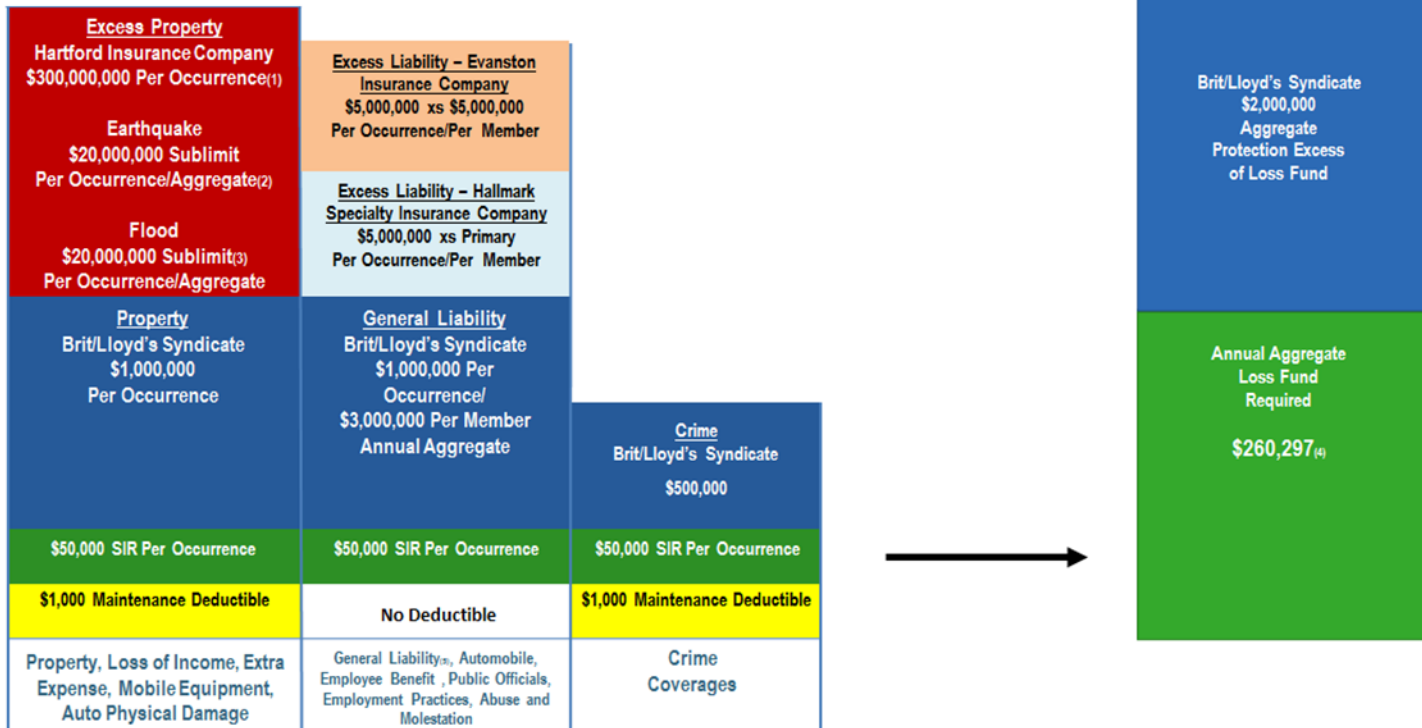 Excess Property
Hartford Insurance Company
$300,000,000 Per Occurrence(1)
Earthquake
$20,000,000 Sublimit
Per Occurrence/Aggregate(2)
Flood
$20,000,000 Sublimit(3)
Per Occurrence/Aggregate
Property
Brit/Lloyd's Syndicate
$1,000,000
Per Occurrence
$50,000 SIR Per Occurrence
$1,000 Maintenance Deductible
Property, Loss of Income, Extra
Expense, Mobile Equipment,
Auto Physical Damage
Excess Liability – Evanston
Insurance Company
$5,000,000 xs $5,000,000
Per Occurrence/Per Member
Excess Liability – Hallmark
Specialty Insurance Company
$5,000,000 xs Primary
Per Occurrence/Per Member
General Liability
Brit/Lloyd's Syndicate
$1,000,000 Per
Occurrence/
$3,000,000 Per Member
Annual Aggregate
$50,000 SIR Per Occurrence
No Deductible
General Liability(5), Automobile,
Employee Benefit , Public Officials,
Employment Practices, Abuse and
Molestation
Crime
Brit/Lloyd's Syndicate
$500,000
$50,000 SIR Per Occurrence
$1,000 Maintenance Deductible
Crime
Coverages
Brit/Lloyd's Syndicate
$2,000,000
Aggregate
Protection Excess
of Loss Fund
Annual Aggregate
Loss Fund
Required
$260,297(4)